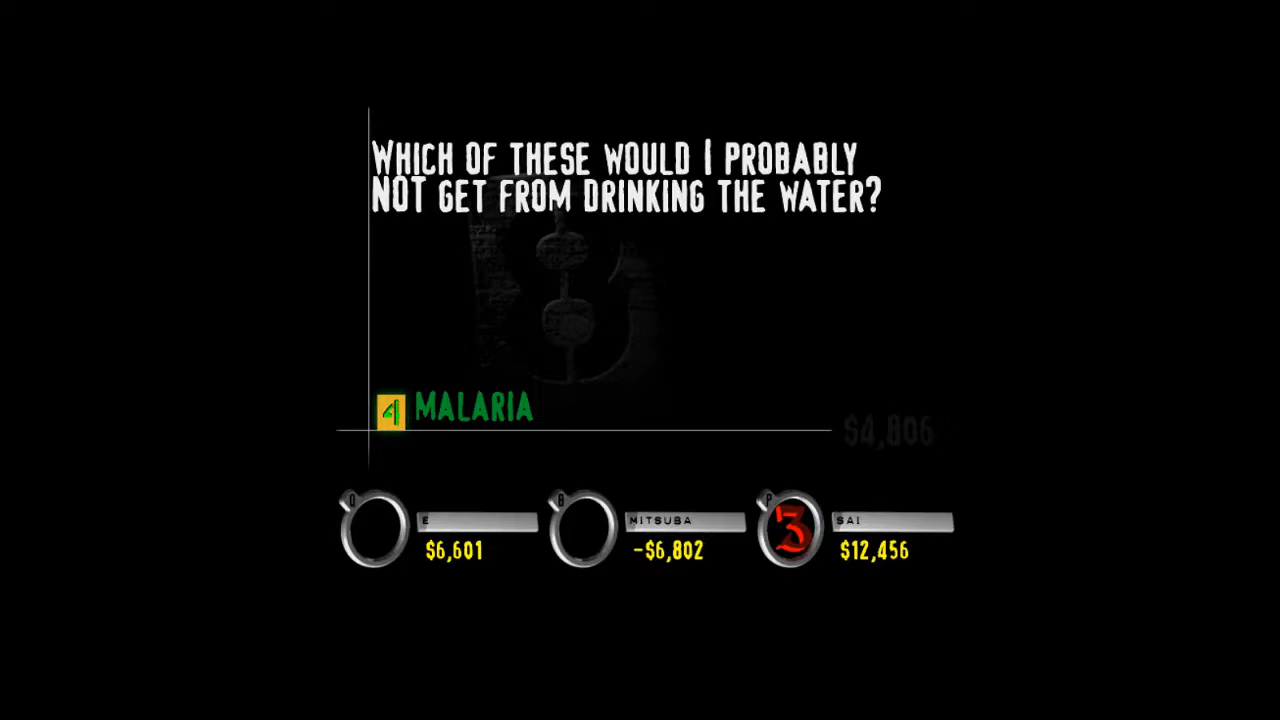 WHICH OF THESE WOULD I PROBABLY
NOT GET FROM DRINKING THE WATER?
4 MALARIA
$4,806
Q B P
3
E MITSUBA SAI
$6,601 -$6,802 $12,456